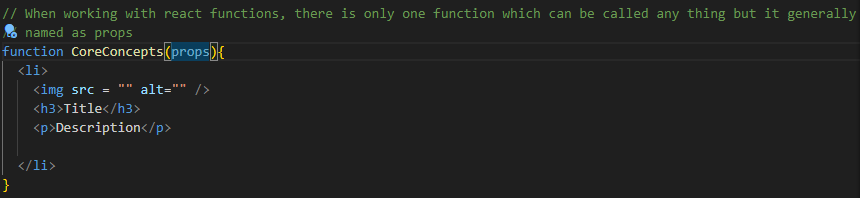 // When working with react functions, there is only one function which can be called any thing but it generally
// named as props
function CoreConcepts(props){
<li>
<img src = "" alt="" />
<h3>Title</h3>
<p>Description</p>
</li>
}